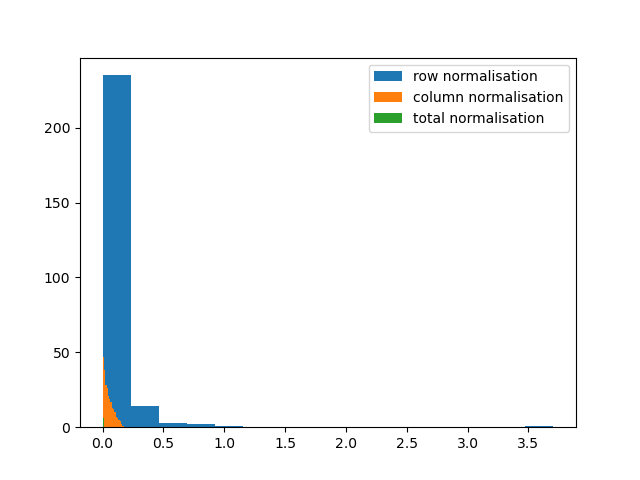 row normalisation
column normalisation
total normalisation
200
150
100
50
0
0.0 0.5 1.0 1.5 2.0 2.5 3.0 3.5